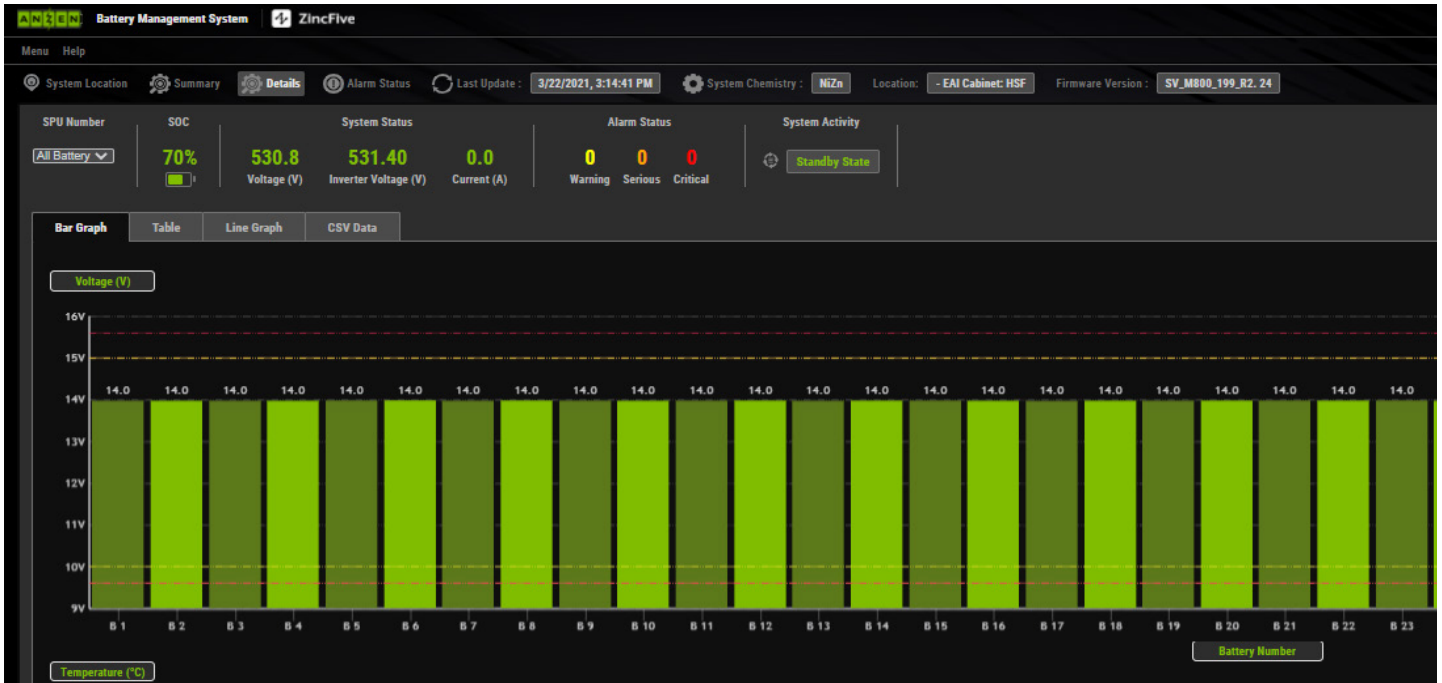 ANZEN Battery Management System ZincFive
Menu Help
System Location Summary Details Alarm Status Last Update : 3/22/2021, 3:14:41 PM System Chemistry : NiZn Location: - EAI Cabinet: HSF Firmware Version : SV_M800_199_R2. 24
SPU Number SOC System Status Alarm Status System Activity
All Battery 70% 530.8 531.40 0.0 0 0 0 Standby State
Voltage (V) Inverter Voltage (V) Current (A) Warning Serious Critical
Bar Graph Table Line Graph CSV Data
Voltage (V)
16V
15V
14.0 14.0 14.0 14.0 14.0 14.0 14.0 14.0 14.0 14.0 14.0 14.0 14.0 14.0 14.0 14.0 14.0 14.0 14.0 14.0 14.0 14.0 14.0
14V
13V
12V
11V
10V
9V
B 1 B 2 B 3 B 4 B 5 B 6 B 7 B 8 B 9 B 10 B 11 B 12 B 13 B 14 B 15 B 16 B 17 B 18 B 19 B 20 B 21 B 22 B 23
Battery Number
Temperature (°C)